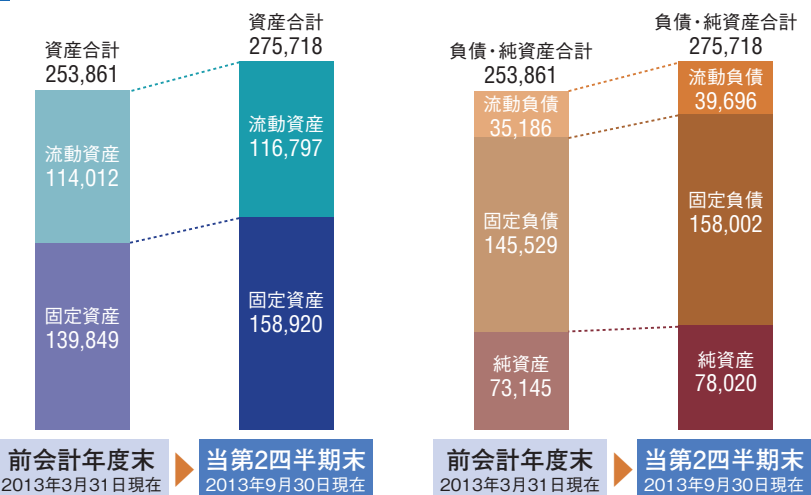 資産合計
253,861
流動資産
114,012
固定資産
139,849
資産合計
275,718
流動資産
116,797
固定資産
158,920
前会計年度末
2013年3月31日現在
当第2四半期末
2013年9月30日現在
負債・純資産合計
253,861
流動負債
35,186
固定負債
145,529
純資産
73,145
負債・純資産合計
275,718
流動負債
39,696
固定負債
158,002
純資産
78,020
前会計年度末
2013年3月31日現在
当第2四半期末
2013年9月30日現在